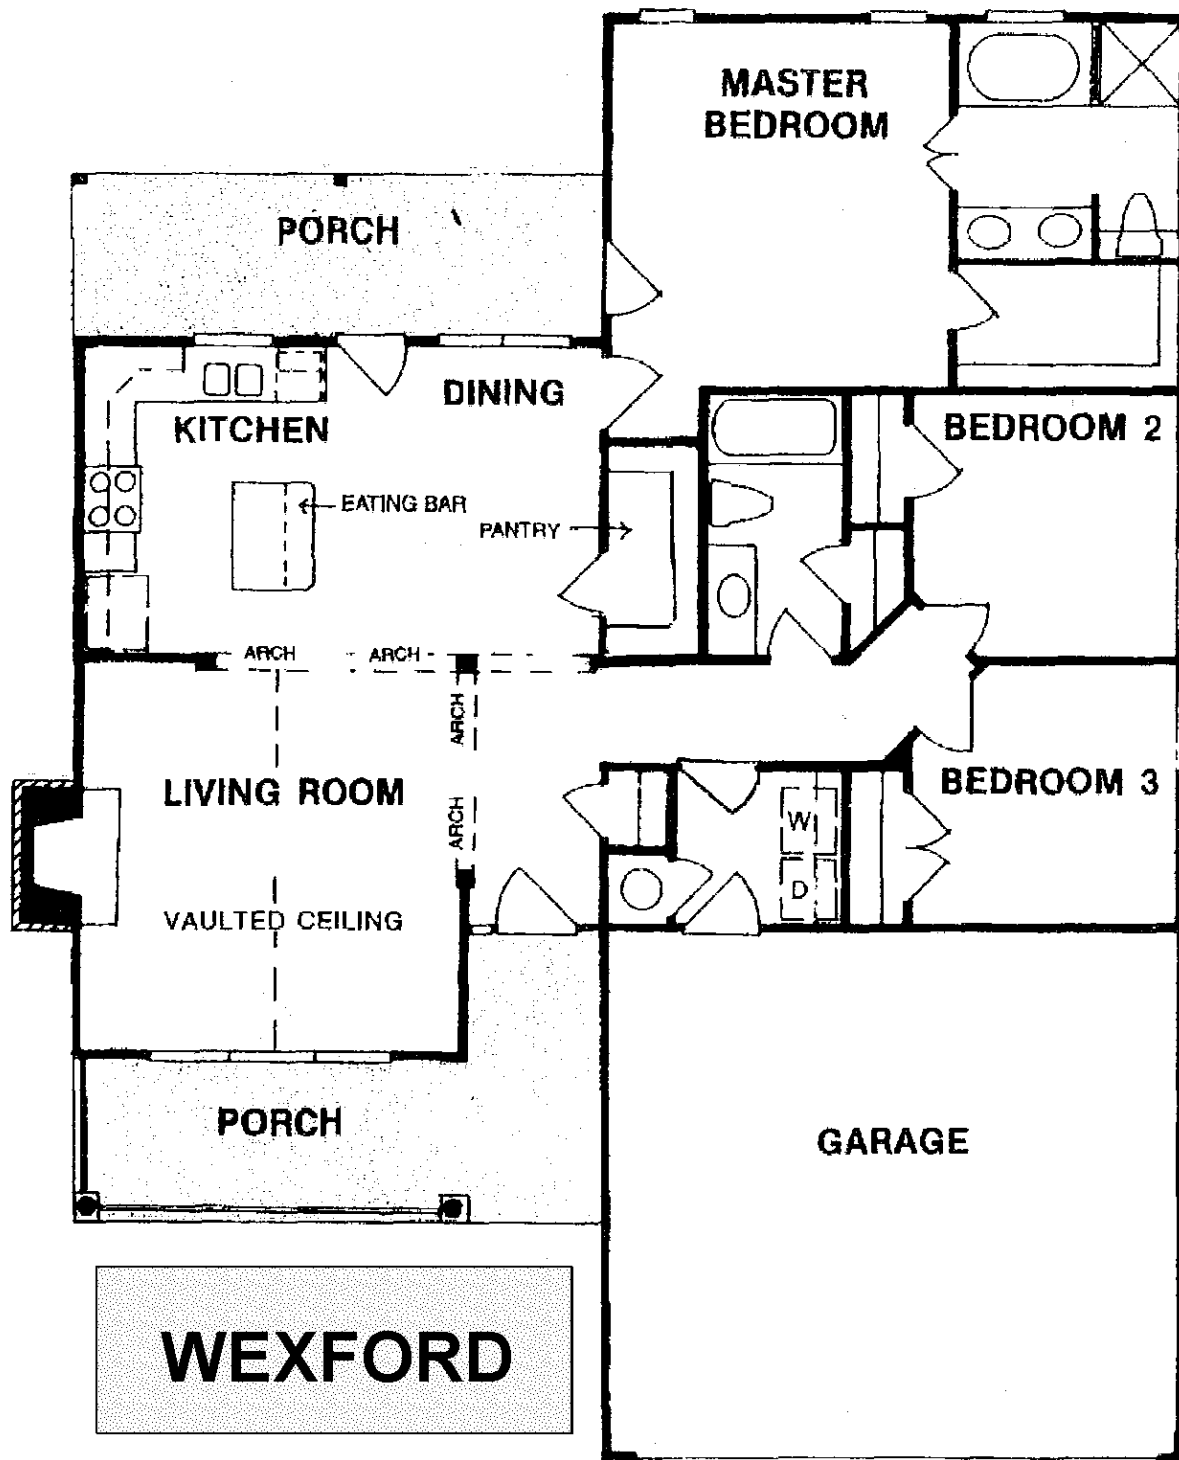 MASTER
BEDROOM
PORCH
DINING
KITCHEN
BEDROOM 2
EATING BAR
PANTRY
ARCH
ARCH
ARCH
LIVING ROOM
BEDROOM 3
ARCH
W
D
VAULTED CEILING
PORCH
GARAGE
WEXFORD